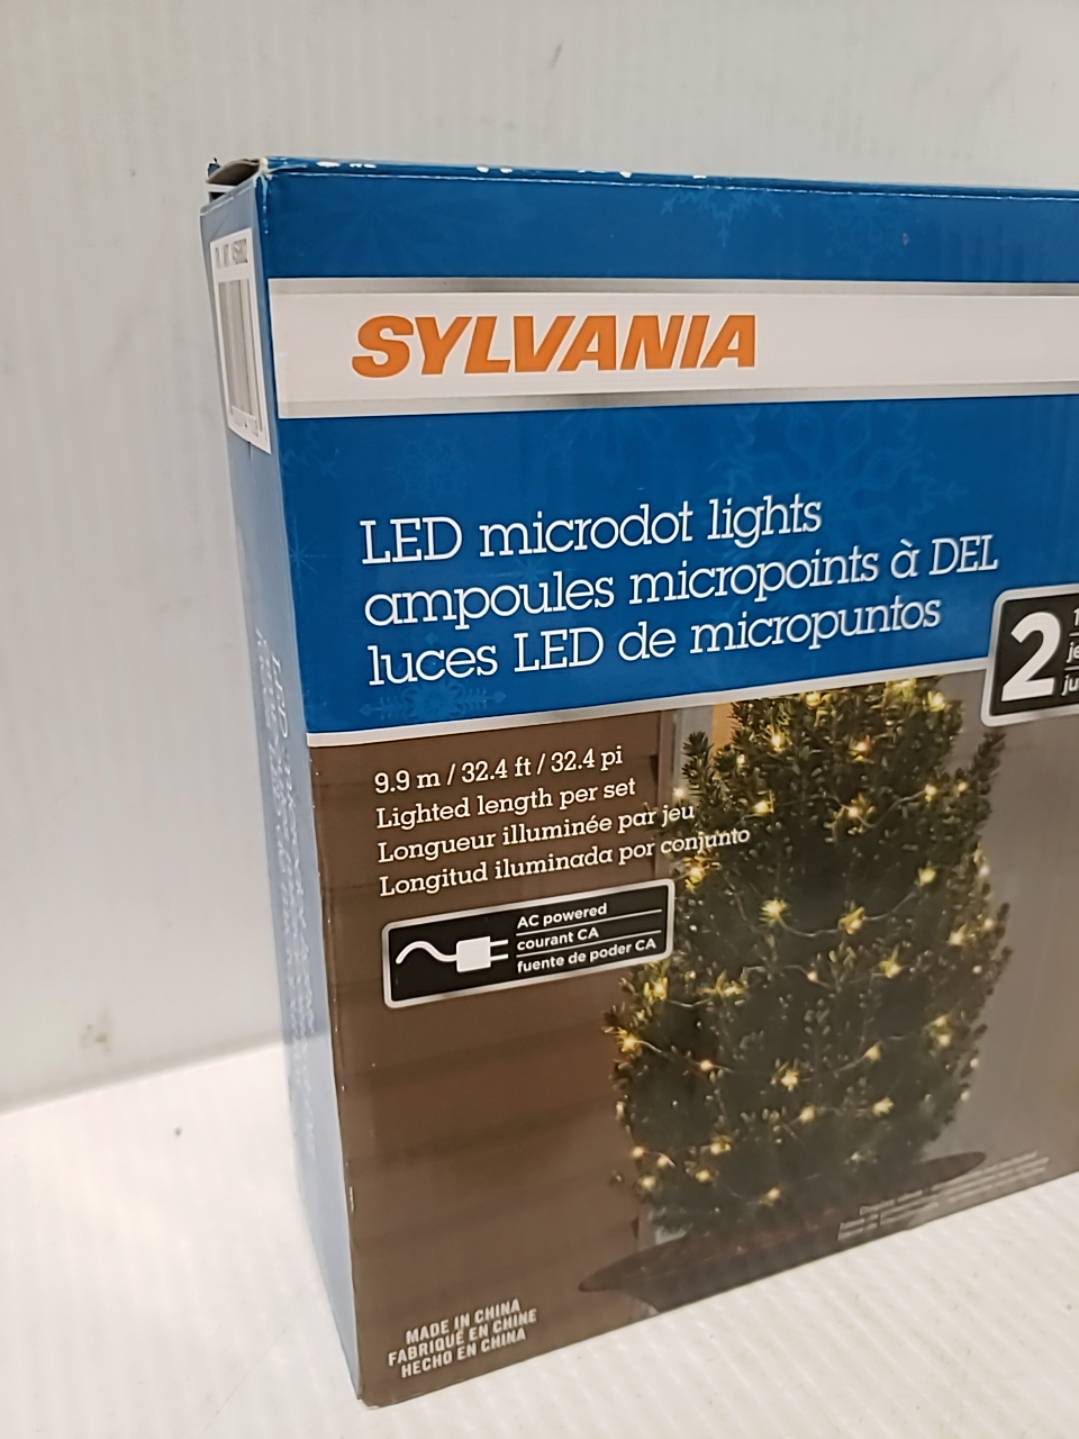 SYLVANIA
LED microdot lights
ampoules micropoints à DEL
luces LED de micropuntos
2
9.9 m / 32.4 ft / 32.4 pi
Lighted length per set
Longueur illuminée par jeu
Longitud iluminada por conjunto
AC powered
courant CA
fuente de poder CA
MADE IN CHINA
FABRIQUÉ EN CHINE
HECHO EN CHINA